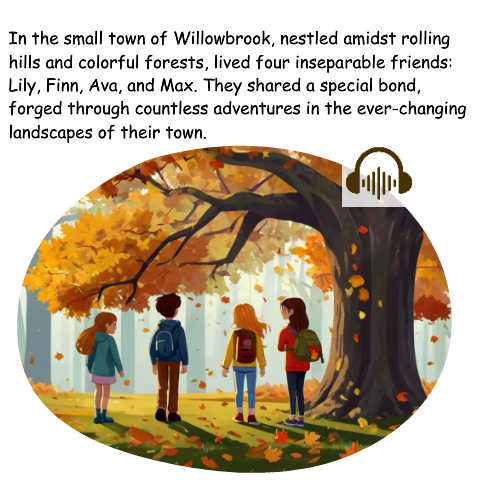 In the small town of Willowbrook, nestled amidst rolling
hills and colorful forests, lived four inseparable friends:
Lily, Finn, Ava, and Max. They shared a special bond,
forged through countless adventures in the ever-changing
landscapes of their town.